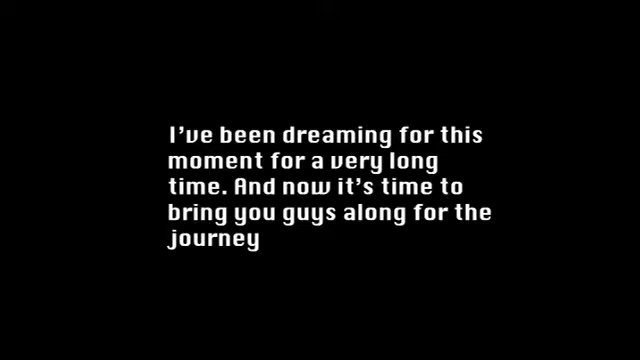 I've been dreaming for this
moment for a very long
time. And now it's time to
bring you guys along for the
journey